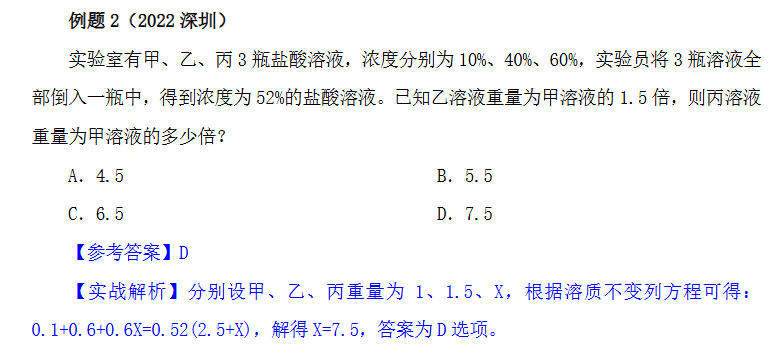 例题 2（2022 深圳）
实验室有甲、乙、丙 3 瓶盐酸溶液，浓度分别为 10%、40%、60%，实验员将 3 瓶溶液全
部倒入一瓶中，得到浓度为 52%的盐酸溶液。已知乙溶液重量为甲溶液的 1.5 倍，则丙溶液
重量为甲溶液的多少倍？
A. 4.5 B. 5.5
C. 6.5 D. 7.5
【参考答案】D
【实战解析】分别设甲、乙、丙重量为 1、1.5、X，根据溶质不变列方程可得：
0.1+0.6+0.6X=0.52(2.5+X)，解得 X=7.5，答案为 D 选项。